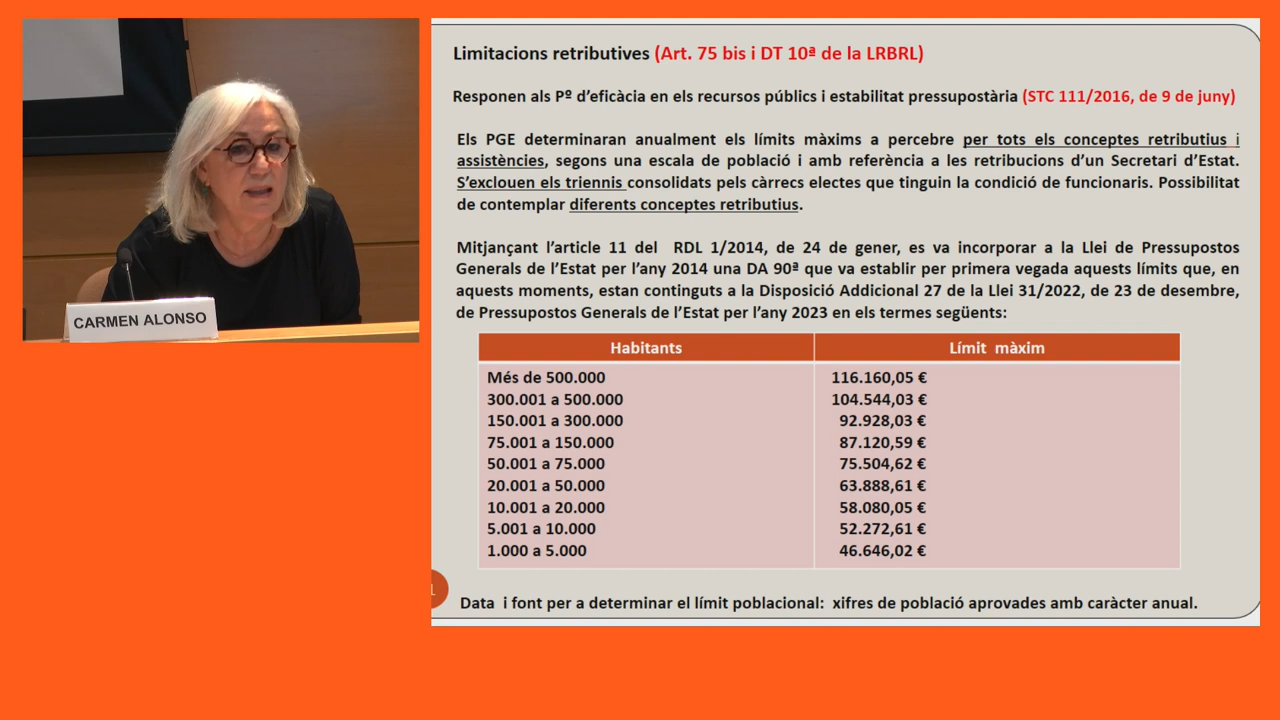 CARMEN ALONSO
Limitacions retributives (Art. 75 bis i DT 10ª de la LRBRL)
Responen als Pº d'eficàcia en els recursos públics i estabilitat pressupostària (STC 111/2016, de 9 de juny)
Els PGE determinaran anualment els límits màxims a percebre per tots els conceptes retributius i
assistències, segons una escala de població i amb referència a les retribucions d'un Secretari d'Estat.
S'exclouen els triennis consolidats pels càrrecs electes que tinguin la condició de funcionaris. Possibilitat
de contemplar diferents conceptes retributius.
Mitjançant l'article 11 del RDL 1/2014, de 24 de gener, es va incorporar a la Llei de Pressupostos
Generals de l'Estat per l'any 2014 una DA 90ª que va establir per primera vegada aquests límits que, en
aquests moments, estan continguts a la Disposició Addicional 27 de la Llei 31/2022, de 23 de desembre,
de Pressupostos Generals de l'Estat per l'any 2023 en els termes següents:
Habitants Límit màxim
Més de 500.000 116.160,05 €
300.001 a 500.000 104.544,03 €
150.001 a 300.000 92.928,03 €
75.001 a 150.000 87.120,59 €
50.001 a 75.000 75.504,62 €
20.001 a 50.000 63.888,61 €
10.001 a 20.000 58.080,05 €
5.001 a 10.000 52.272,61 €
1.000 a 5.000 46.646,02 €
Data i font per a determinar el límit poblacional: xifres de població aprovades amb caràcter anual.